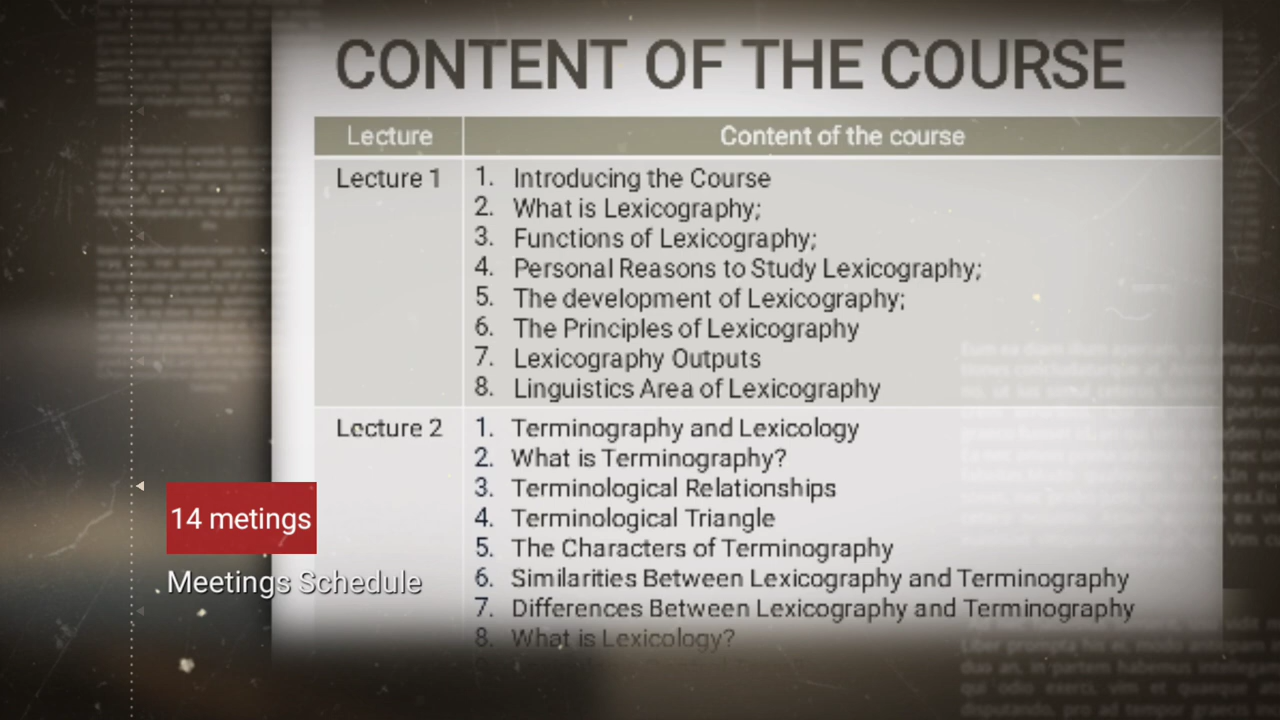 CONTENT OF THE COURSE
Lecture Content of the course
Lecture 1 1. Introducing the Course
2. What is Lexicography;
3. Functions of Lexicography;
4. Personal Reasons to Study Lexicography;
5. The development of Lexicography;
6. The Principles of Lexicography
7. Lexicography Outputs
8. Linguistics Area of Lexicography
Lecture 2 1. Terminography and Lexicology
2. What is Terminography?
3. Terminological Relationships
4. Terminological Triangle
5. The Characters of Terminography
6. Similarities Between Lexicography and Terminography
7. Differences Between Lexicography and Terminography
8. What is Lexicology?
14 metings
Meetings Schedule